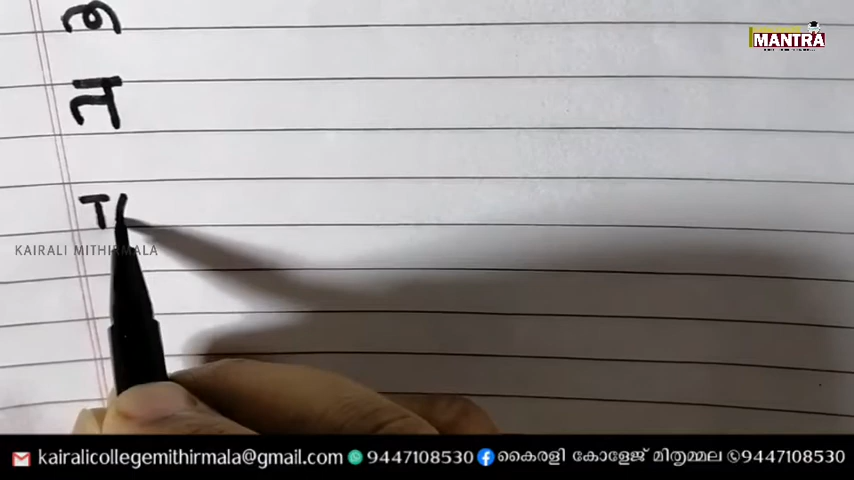 ത
MANTRA
त
KAIRALI MITHIRMALA
kairalicollegemithirmala@gmail.com 9447108530 കൈരളി കോളേജ് മിതൃമ്മല 9447108530